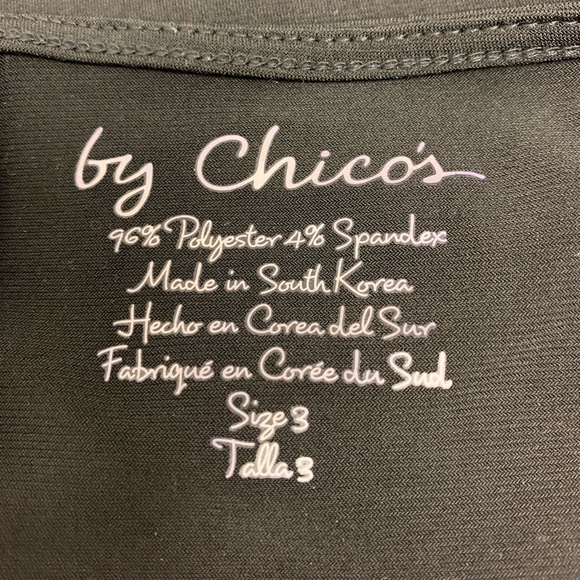 by Chico's
96% Polyester 4% Spandex
Made in South Korea
Hecho en Corea del Sur
Fabriqué en Corée du Sud
Size 3
Talla 3